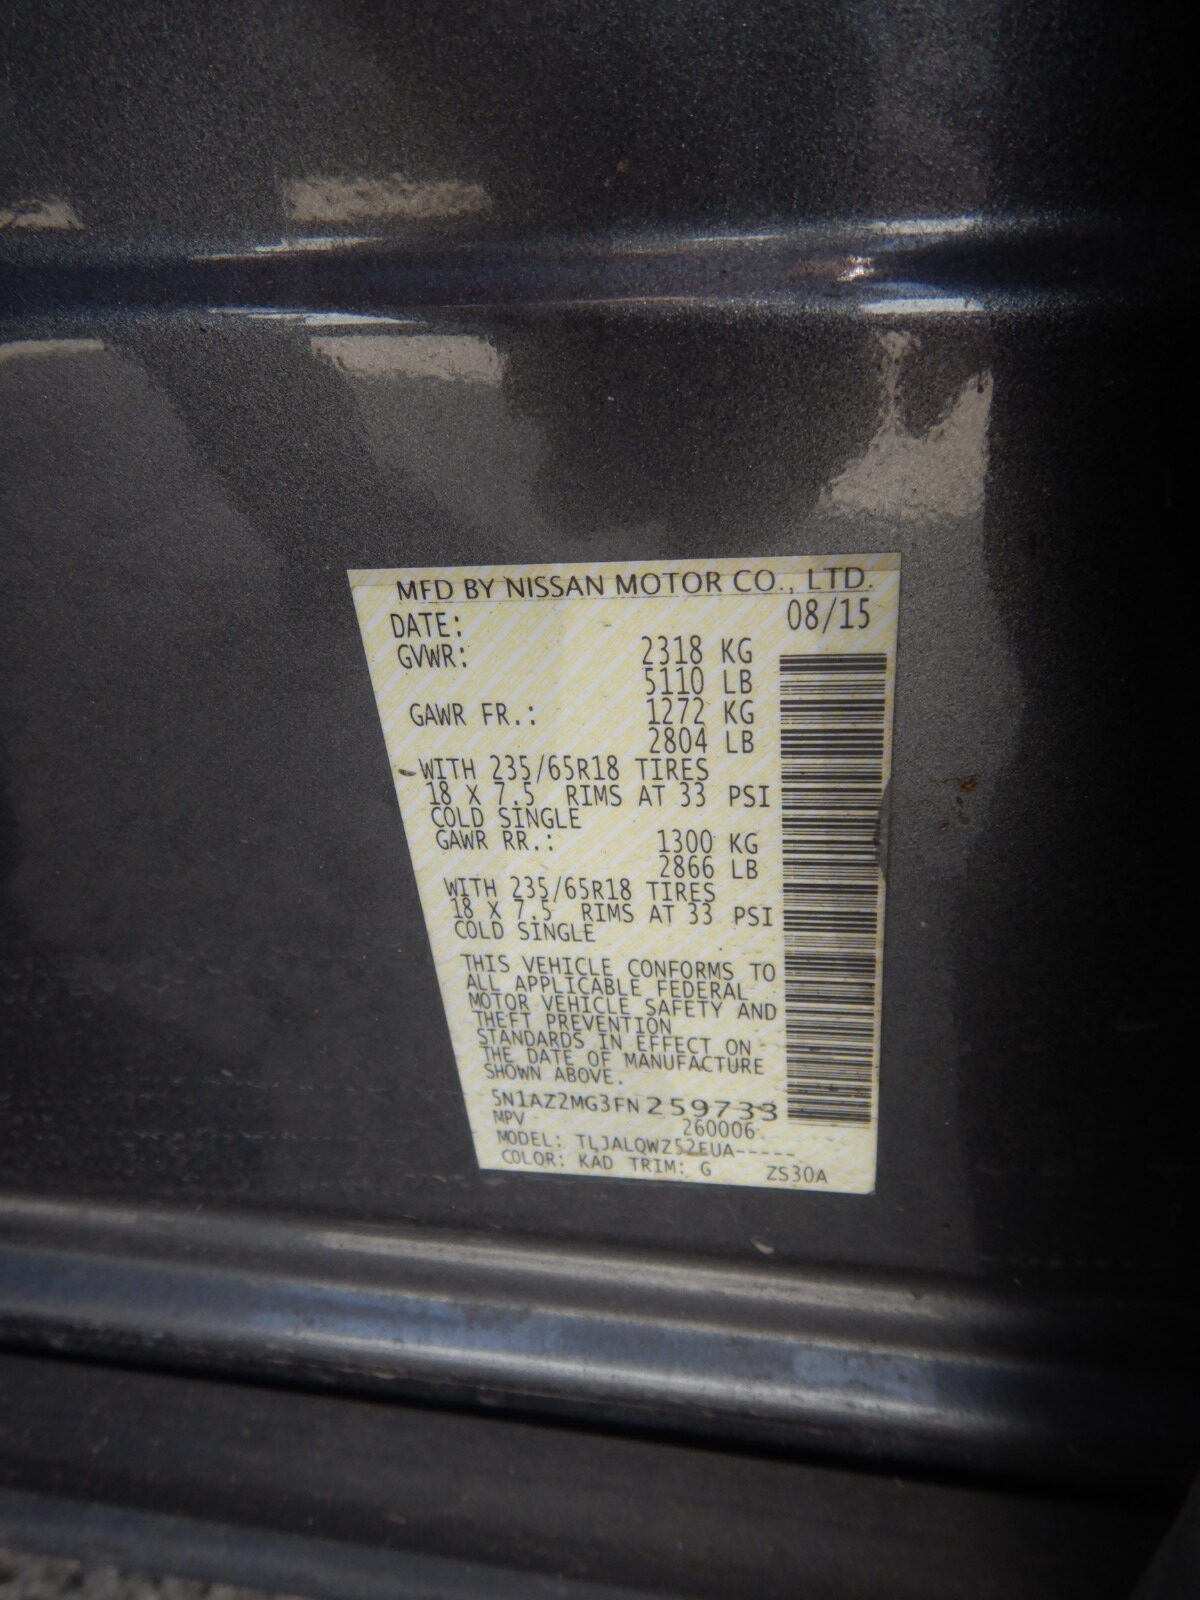 MFD BY NISSAN MOTOR CO., LTD.
DATE: 08/15
GVWR: 2318 KG
5110 LB
GAWR FR.: 1272 KG
2804 LB
WITH 235/65R18 TIRES
18 X 7.5 RIMS AT 33 PSI
COLD SINGLE
GAWR RR.: 1300 KG
2866 LB
WITH 235/65R18 TIRES
18 X 7.5 RIMS AT 33 PSI
COLD SINGLE
THIS VEHICLE CONFORMS TO
ALL APPLICABLE FEDERAL
MOTOR VEHICLE SAFETY AND
THEFT PREVENTION
STANDARDS IN EFFECT ON
THE DATE OF MANUFACTURE
SHOWN ABOVE.
5N1AZ2MG3FN259733
MPV 260006
MODEL: TLJALQWZ52EUA-----
COLOR: KAD TRIM: G ZS30A